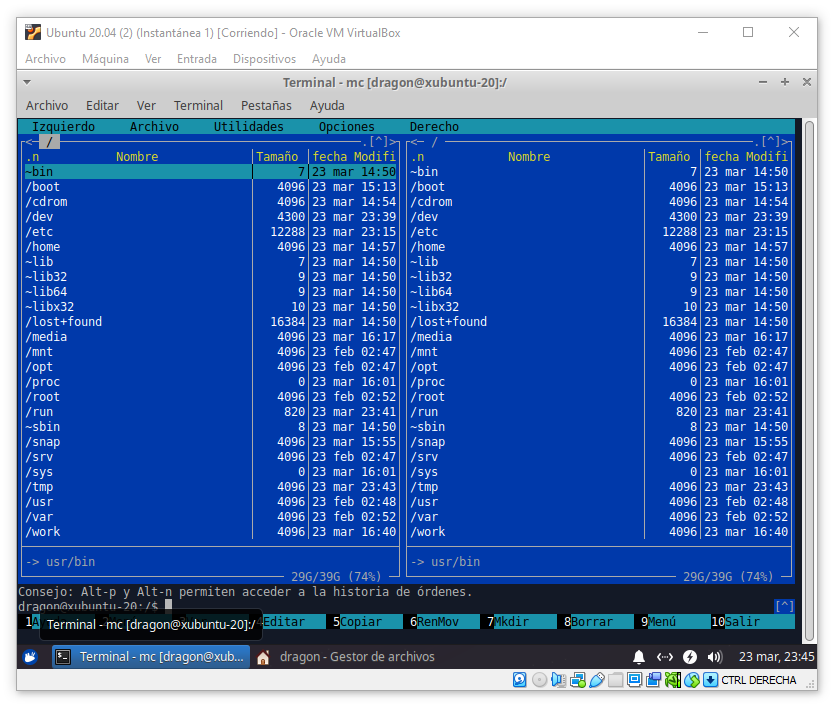 Ubuntu 20.04 (2) (Instantánea 1) [Corriendo] - Oracle VM VirtualBox
Archivo Máquina Ver Entrada Dispositivos Ayuda
Terminal - mc [dragon@xubuntu-20]:/
Archivo Editar Ver Terminal Pestañas Ayuda
Izquierdo Archivo Utilidades Opciones Derecho
<─ / .[^]> <─ / .[^]>
.n Nombre Tamaño fecha Modifi .n Nombre Tamaño fecha Modifi
~bin 7 23 mar 14:50 ~bin 7 23 mar 14:50
/boot 4096 23 mar 15:13 /boot 4096 23 mar 15:13
/cdrom 4096 23 mar 14:54 /cdrom 4096 23 mar 14:54
/dev 4300 23 mar 23:39 /dev 4300 23 mar 23:39
/etc 12288 23 mar 23:15 /etc 12288 23 mar 23:15
/home 4096 23 mar 14:57 /home 4096 23 mar 14:57
~lib 7 23 mar 14:50 ~lib 7 23 mar 14:50
~lib32 9 23 mar 14:50 ~lib32 9 23 mar 14:50
~lib64 9 23 mar 14:50 ~lib64 9 23 mar 14:50
~libx32 10 23 mar 14:50 ~libx32 10 23 mar 14:50
/lost+found 16384 23 mar 14:50 /lost+found 16384 23 mar 14:50
/media 4096 23 mar 16:17 /media 4096 23 mar 16:17
/mnt 4096 23 feb 02:47 /mnt 4096 23 feb 02:47
/opt 4096 23 feb 02:47 /opt 4096 23 feb 02:47
/proc 0 23 mar 16:01 /proc 0 23 mar 16:01
/root 4096 23 feb 02:52 /root 4096 23 feb 02:52
/run 820 23 mar 23:41 /run 820 23 mar 23:41
~sbin 8 23 mar 14:50 ~sbin 8 23 mar 14:50
/snap 4096 23 mar 15:55 /snap 4096 23 mar 15:55
/srv 4096 23 feb 02:47 /srv 4096 23 feb 02:47
/sys 0 23 mar 16:01 /sys 0 23 mar 16:01
/tmp 4096 23 mar 23:43 /tmp 4096 23 mar 23:43
/usr 4096 23 feb 02:48 /usr 4096 23 feb 02:48
/var 4096 23 feb 02:52 /var 4096 23 feb 02:52
/work 4096 23 mar 16:40 /work 4096 23 mar 16:40
-> usr/bin -> usr/bin
29G/39G (74%) 29G/39G (74%)
Consejo: Alt-p y Alt-n permiten acceder a la historia de órdenes.
dragon@xubuntu-20:/$ [^]
1 Editar 5Copiar 6RenMov 7Mkdir 8Borrar 9Menú 10Salir
Terminal - mc [dragon@xubuntu-20]:/
Terminal - mc [dragon@xub... dragon - Gestor de archivos 23 mar, 23:45
CTRL DERECHA